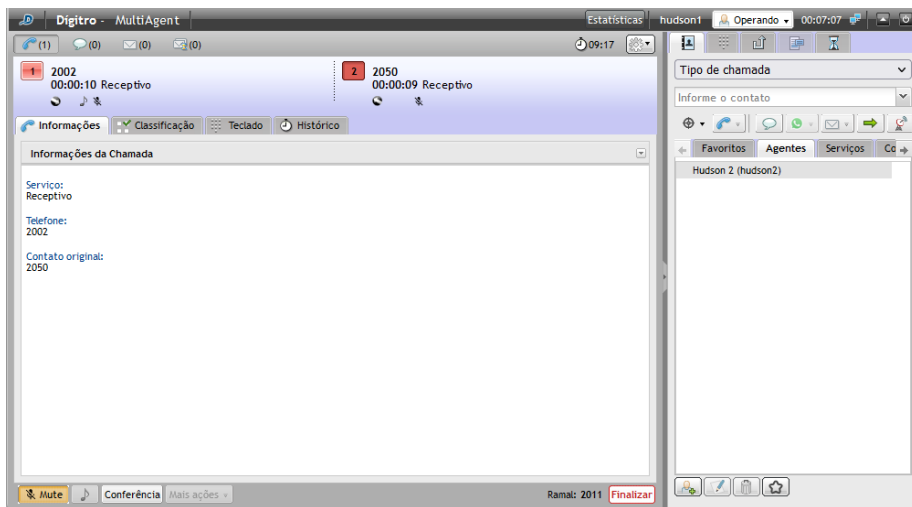 Dígitro - MultiAgent
Estatísticas
hudson1
Operando
00:07:07
(1)
(0)
(0)
(0)
09:17
1
2002
00:00:10 Receptivo
2
2050
00:00:09 Receptivo
Informações
Classificação
Teclado
Histórico
Informações da Chamada
Serviço:
Receptivo
Telefone:
2002
Contato original:
2050
Mute
Conferência
Mais ações
Ramal: 2011
Finalizar
Tipo de chamada
Informe o contato
Favoritos
Agentes
Serviços
Co
Hudson 2 (hudson2)